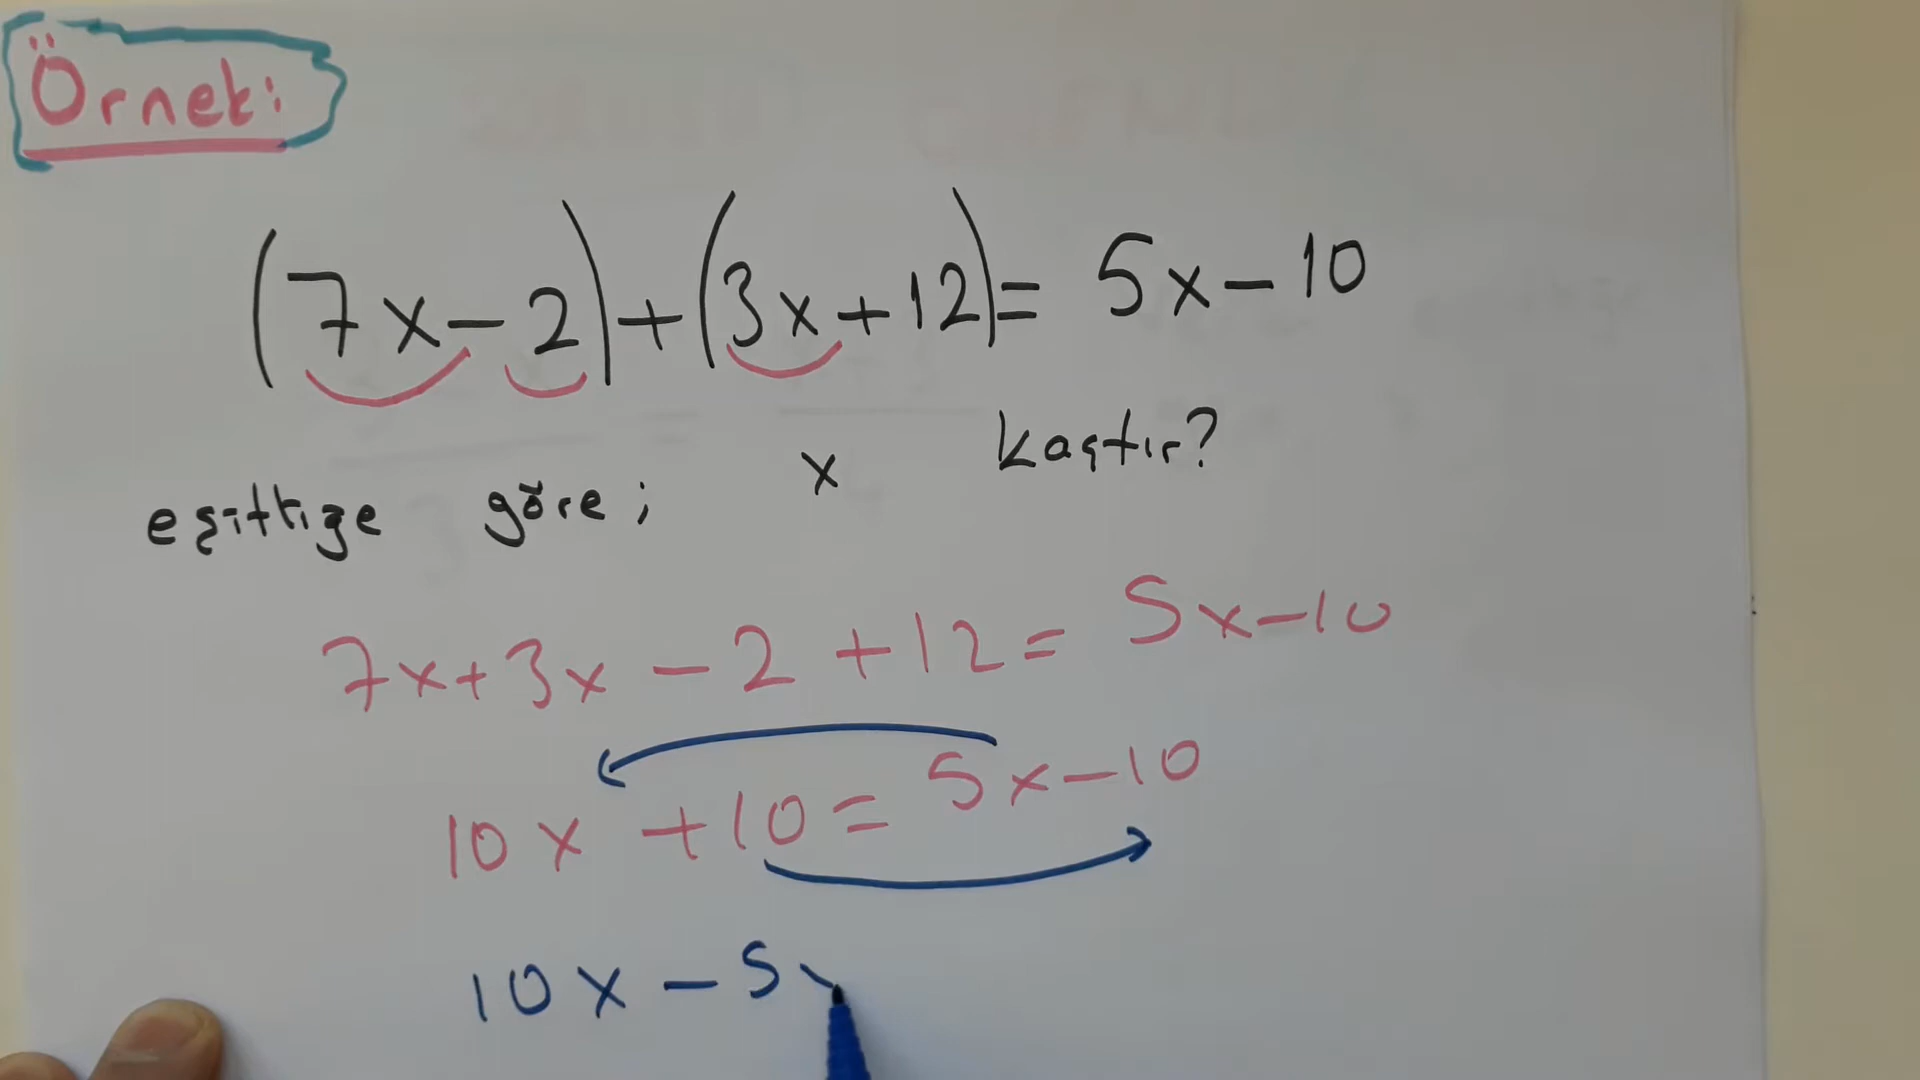 Örnek:
(7x-2)+(3x+12)= 5x-10
eşitliğe göre; x kaçtır?
7x+3x-2+12= 5x-10
10x+10=5x-10
10x-5x